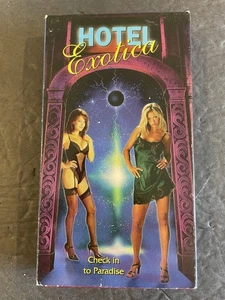 HOTEL
Exotica
Check in
to Paradise